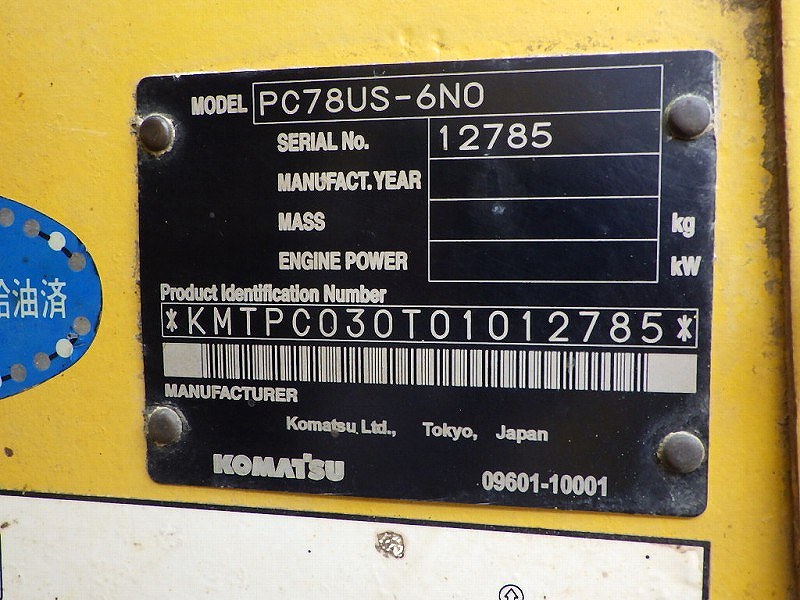 MODEL PC78US-6NO
SERIAL No. 12785
MANUFACT.YEAR
MASS kg
ENGINE POWER kW
Product Identification Number
*KMTPC030T01012785*
MANUFACTURER
Komatsu Ltd., Tokyo, Japan
KOMATSU 09601-10001
給油済